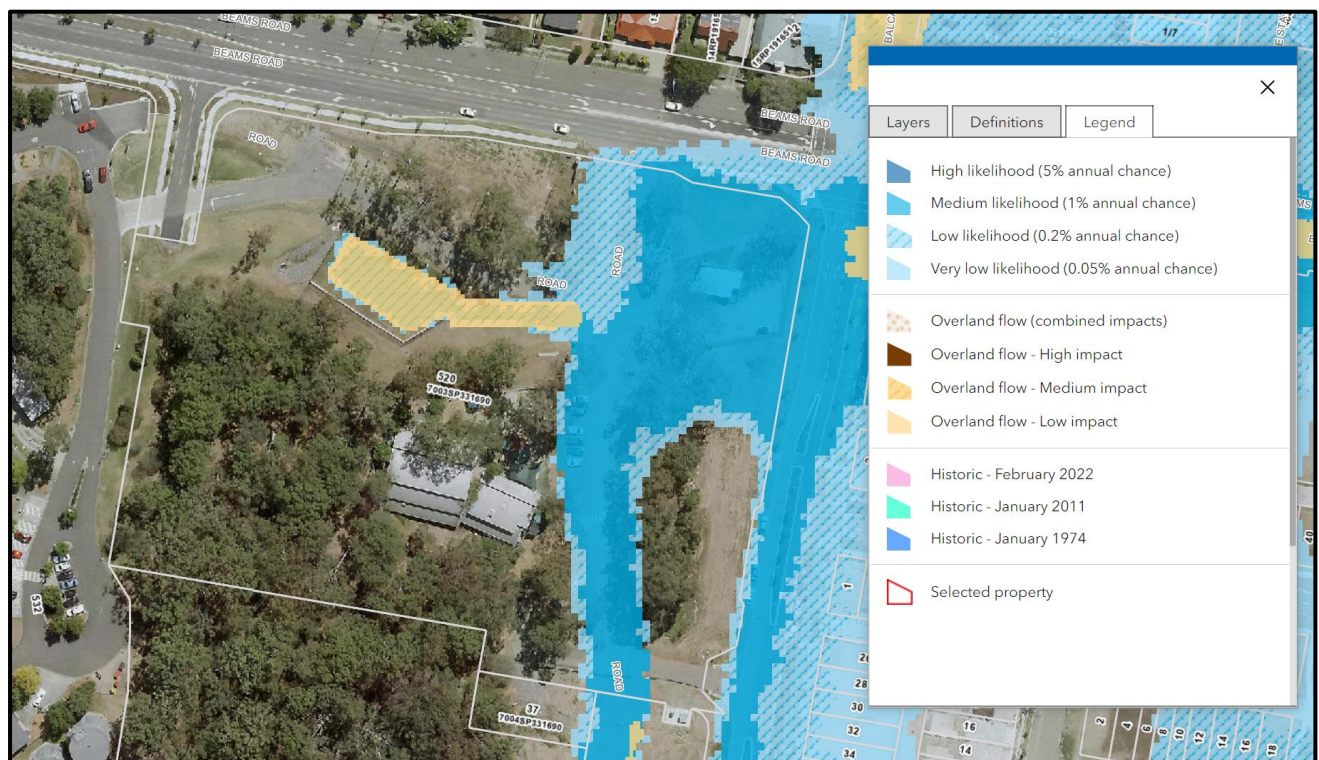 BEAMS ROAD
BEAMS ROAD
BEAMS ROAD
BEAMS ROAD
ROAD
ROAD
ROAD
520
7003SP331690
532
37
7004SP331690
ROAD
1
28
30
32
34
16
14
2
4
6
8
10
12
14
16
18
40
1/7
Layers
Definitions
Legend
High likelihood (5% annual chance)
Medium likelihood (1% annual chance)
Low likelihood (0.2% annual chance)
Very low likelihood (0.05% annual chance)
Overland flow (combined impacts)
Overland flow - High impact
Overland flow - Medium impact
Overland flow - Low impact
Historic - February 2022
Historic - January 2011
Historic - January 1974
Selected property